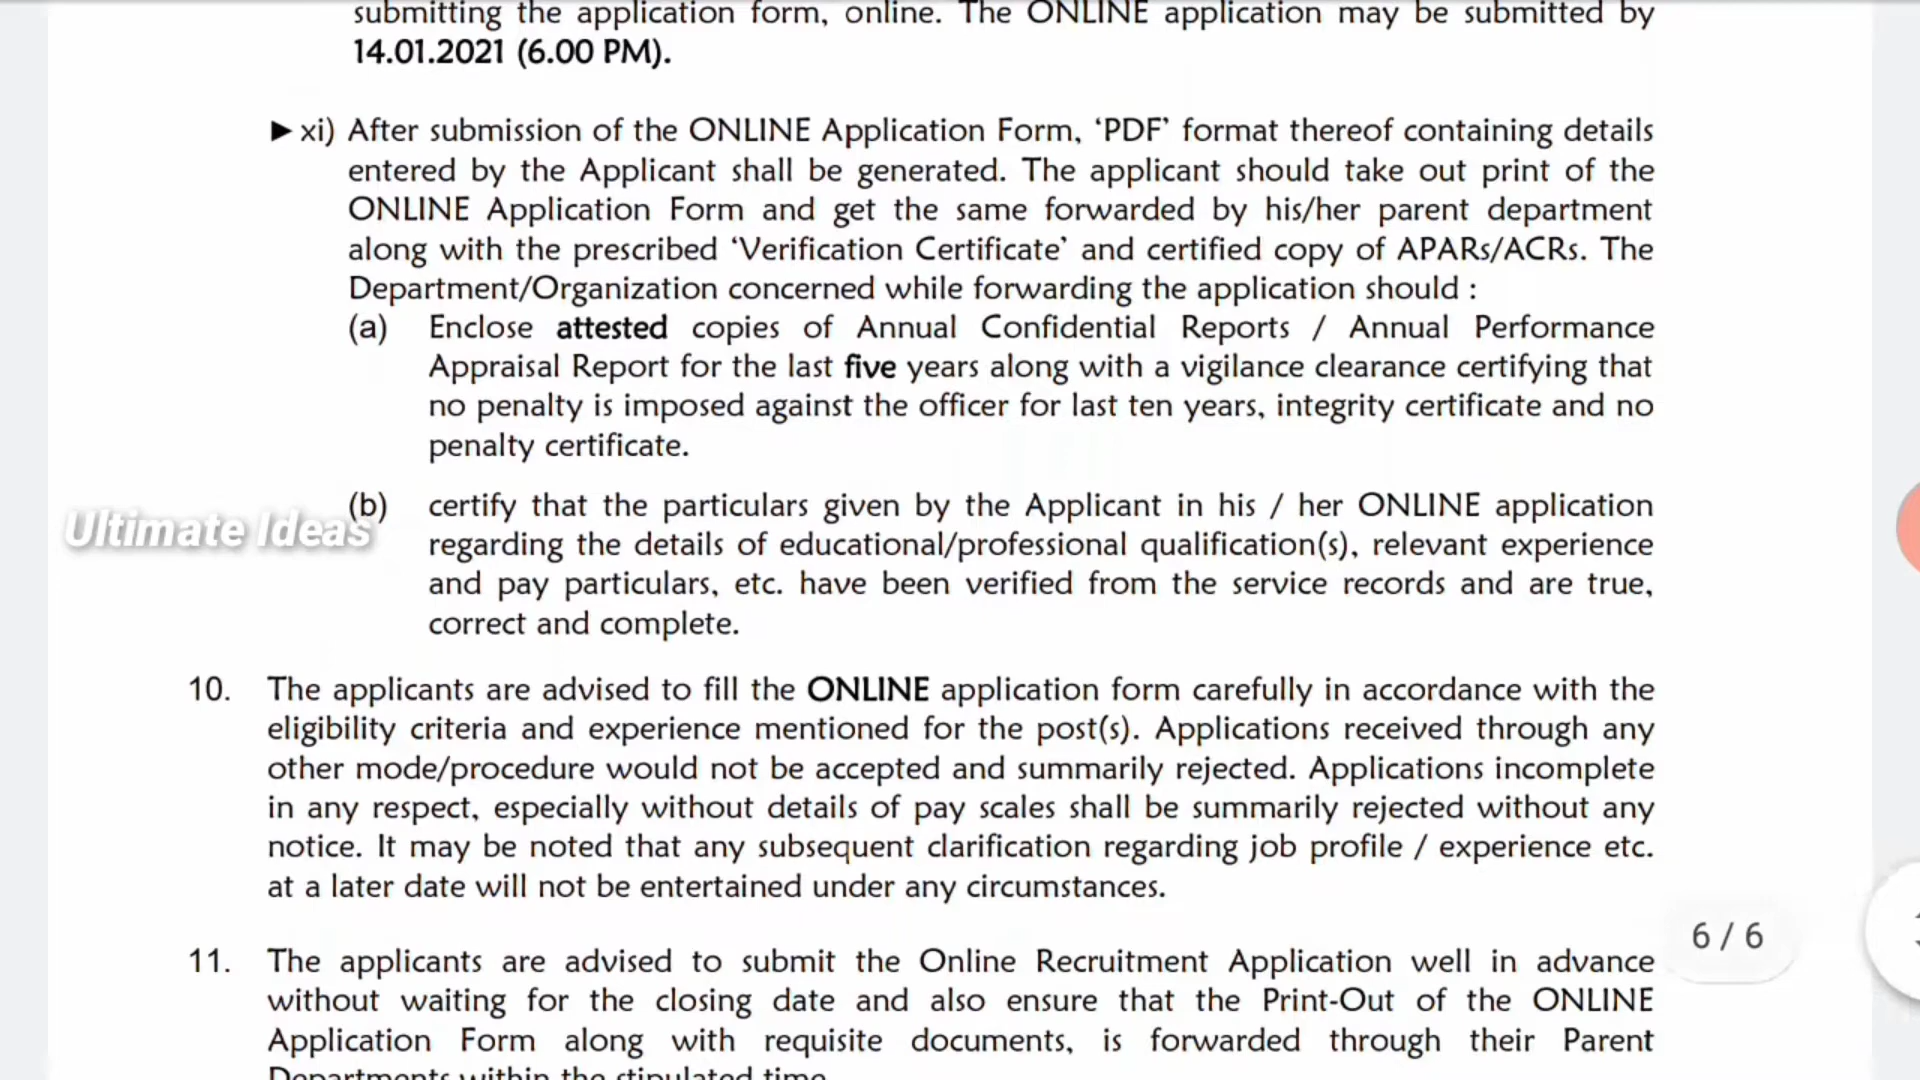 submitting the application form, online. The ONLINE application may be submitted by
14.01.2021 (6.00 PM).
►xi) After submission of the ONLINE Application Form, ‘PDF’ format thereof containing details
entered by the Applicant shall be generated. The applicant should take out print of the
ONLINE Application Form and get the same forwarded by his/her parent department
along with the prescribed ‘Verification Certificate’ and certified copy of APARs/ACRs. The
Department/Organization concerned while forwarding the application should :
(a) Enclose attested copies of Annual Confidential Reports / Annual Performance
Appraisal Report for the last five years along with a vigilance clearance certifying that
no penalty is imposed against the officer for last ten years, integrity certificate and no
penalty certificate.
(b) certify that the particulars given by the Applicant in his / her ONLINE application
Ultimate Ideas
regarding the details of educational/professional qualification(s), relevant experience
and pay particulars, etc. have been verified from the service records and are true,
correct and complete.
10. The applicants are advised to fill the ONLINE application form carefully in accordance with the
eligibility criteria and experience mentioned for the post(s). Applications received through any
other mode/procedure would not be accepted and summarily rejected. Applications incomplete
in any respect, especially without details of pay scales shall be summarily rejected without any
notice. It may be noted that any subsequent clarification regarding job profile / experience etc.
at a later date will not be entertained under any circumstances.
6 / 6
11. The applicants are advised to submit the Online Recruitment Application well in advance
without waiting for the closing date and also ensure that the Print-Out of the ONLINE
Application Form along with requisite documents, is forwarded through their Parent
Departments within the stipulated time.